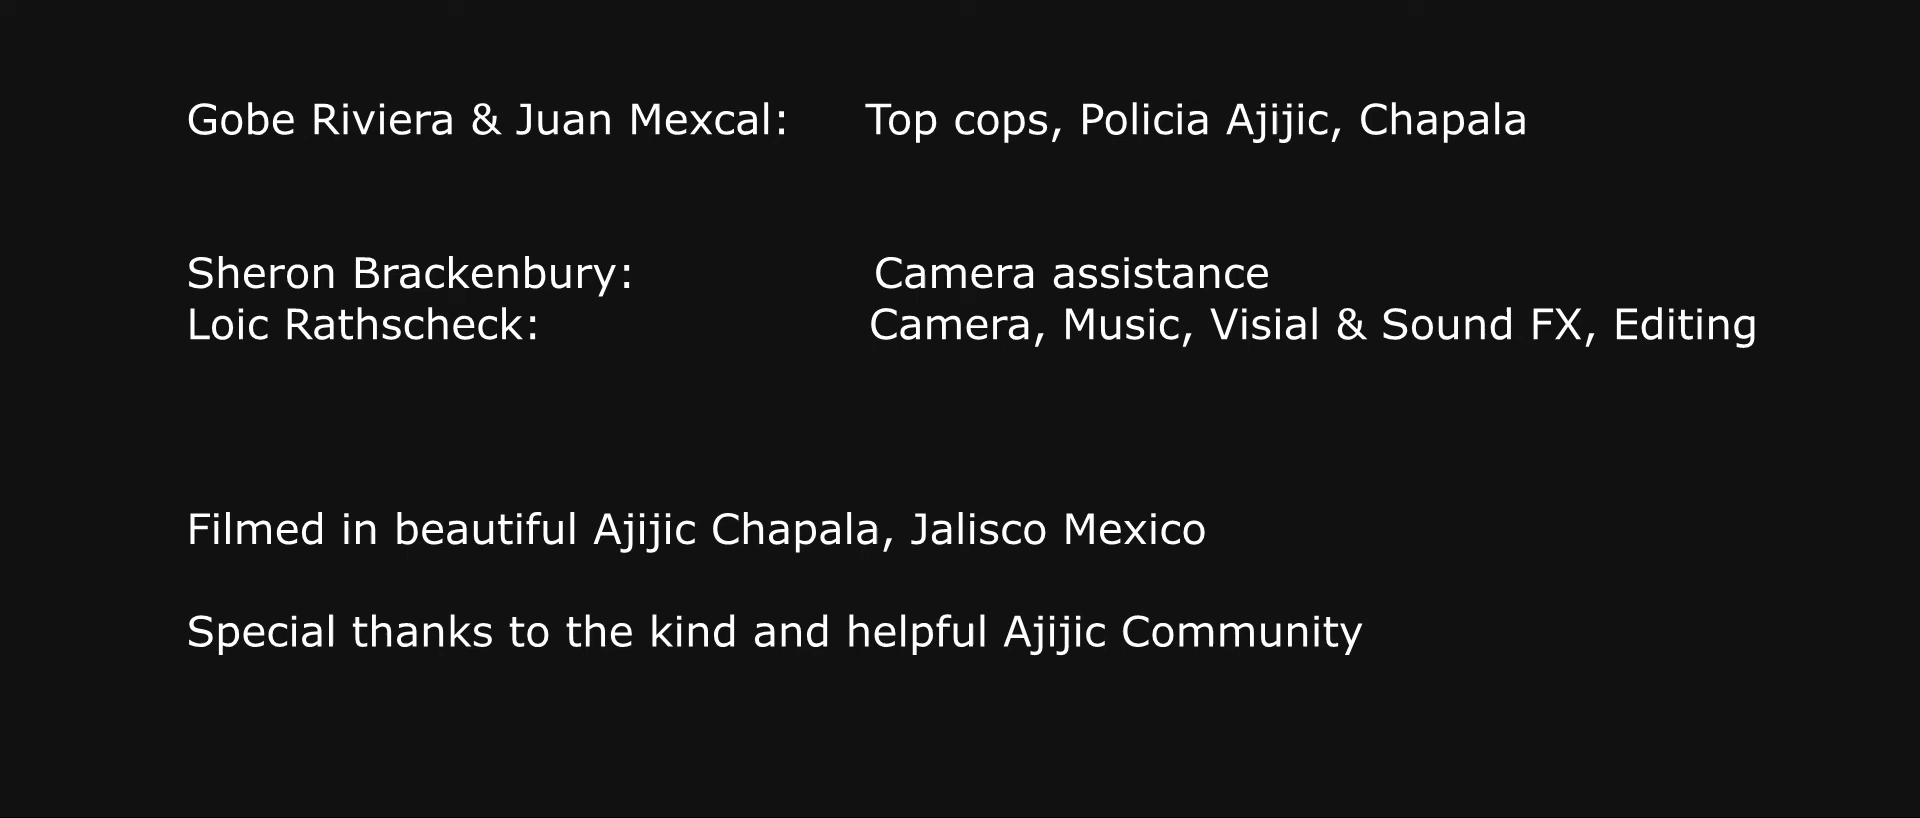 Gobe Riviera & Juan Mexcal: Top cops, Policia Ajijic, Chapala
Sheron Brackenbury: Camera assistance
Loic Rathscheck: Camera, Music, Visial & Sound FX, Editing
Filmed in beautiful Ajijic Chapala, Jalisco Mexico
Special thanks to the kind and helpful Ajijic Community